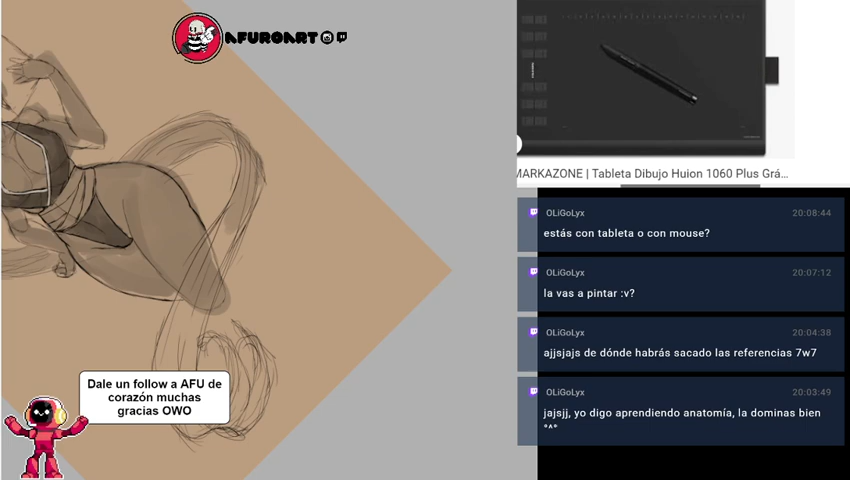 AFUROART
MARKAZONE | Tableta Dibujo Huion 1060 Plus Grá...
OLiGoLyx 20:08:44
estás con tableta o con mouse?
OLiGoLyx 20:07:12
la vas a pintar :v?
OLiGoLyx 20:04:38
ajjsjajs de dónde habrás sacado las referencias 7w7
OLiGoLyx 20:03:49
jajsjj, yo digo aprendiendo anatomía, la dominas bien
°^°
Dale un follow a AFU de
corazón muchas
gracias OWO